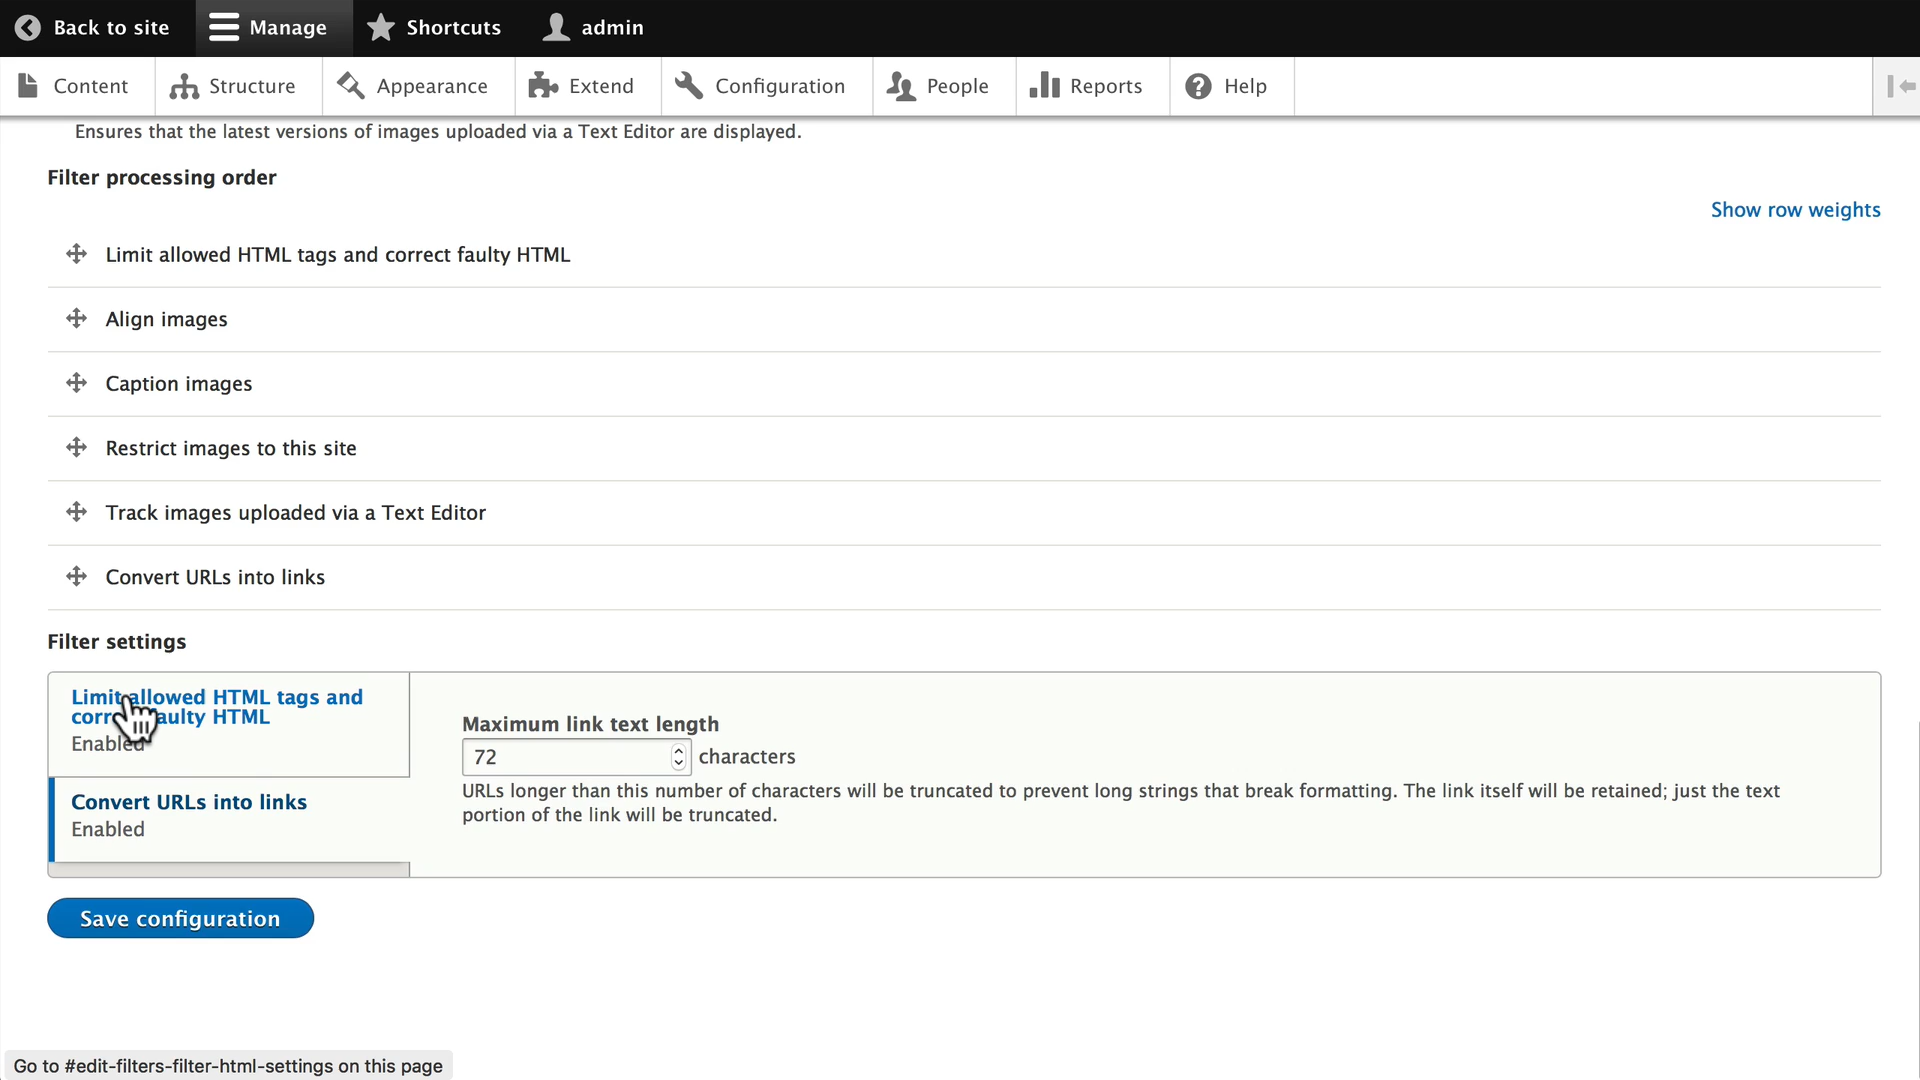 Back to site Manage Shortcuts admin
Content Structure Appearance Extend Configuration People Reports Help
Ensures that the latest versions of images uploaded via a Text Editor are displayed.
Filter processing order
Show row weights
Limit allowed HTML tags and correct faulty HTML
Align images
Caption images
Restrict images to this site
Track images uploaded via a Text Editor
Convert URLs into links
Filter settings
Limit allowed HTML tags and
correct faulty HTML
Enabled
Convert URLs into links
Enabled
Maximum link text length
72 characters
URLs longer than this number of characters will be truncated to prevent long strings that break formatting. The link itself will be retained; just the text
portion of the link will be truncated.
Save configuration
Go to #edit-filters-filter-html-settings on this page